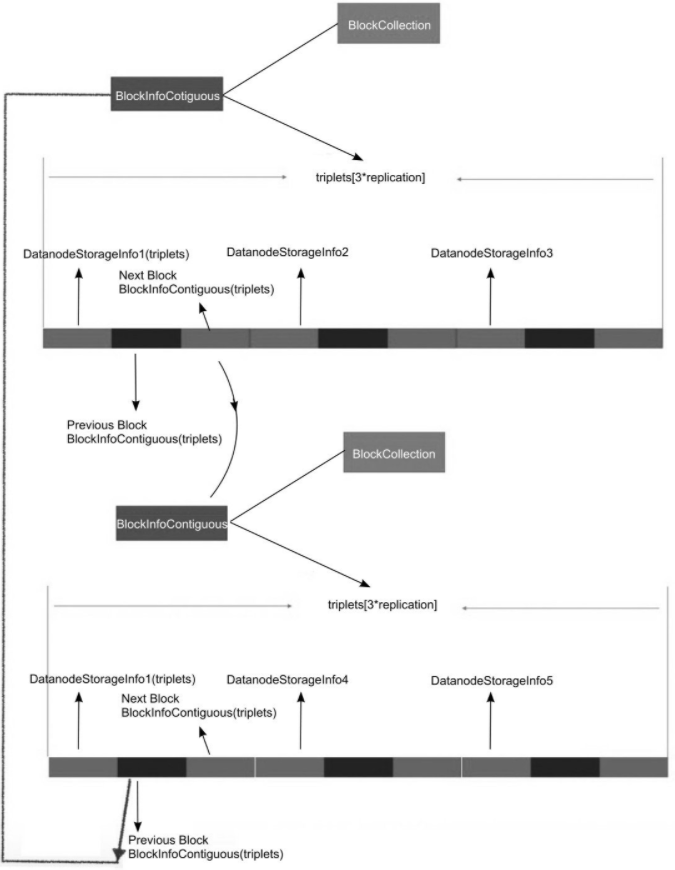 BlockCollection
BlockInfoCotiguous
triplets[3*replication]
DatanodeStorageInfo1(triplets)
DatanodeStorageInfo2
DatanodeStorageInfo3
Next Block
BlockInfoContiguous(triplets)
Previous Block
BlockInfoContiguous(triplets)
BlockCollection
BlockInfoContiguous
triplets[3*replication]
DatanodeStorageInfo1(triplets)
DatanodeStorageInfo4
DatanodeStorageInfo5
Next Block
BlockInfoContiguous(triplets)
Previous Block
BlockInfoContiguous(triplets)